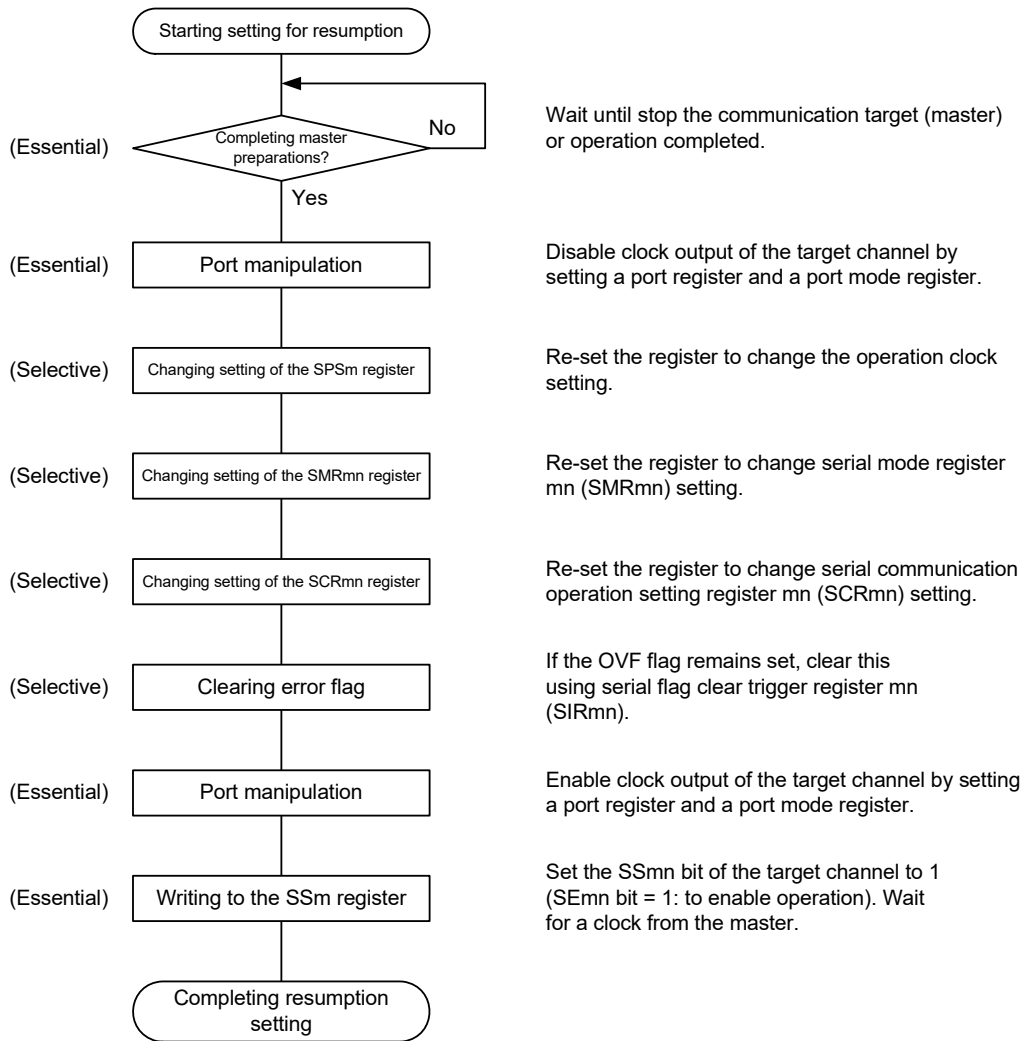 Starting setting for resumption
(Essential)
Completing master
preparations?
No
Wait until stop the communication target (master)
or operation completed.
Yes
(Essential)
Port manipulation
Disable clock output of the target channel by
setting a port register and a port mode register.
(Selective)
Changing setting of the SPSm register
Re-set the register to change the operation clock
setting.
(Selective)
Changing setting of the SMRmn register
Re-set the register to change serial mode register
mn (SMRmn) setting.
(Selective)
Changing setting of the SCRmn register
Re-set the register to change serial communication
operation setting register mn (SCRmn) setting.
(Selective)
Clearing error flag
If the OVF flag remains set, clear this
using serial flag clear trigger register mn
(SIRmn).
(Essential)
Port manipulation
Enable clock output of the target channel by setting
a port register and a port mode register.
(Essential)
Writing to the SSm register
Set the SSmn bit of the target channel to 1
(SEmn bit = 1: to enable operation). Wait
for a clock from the master.
Completing resumption
setting